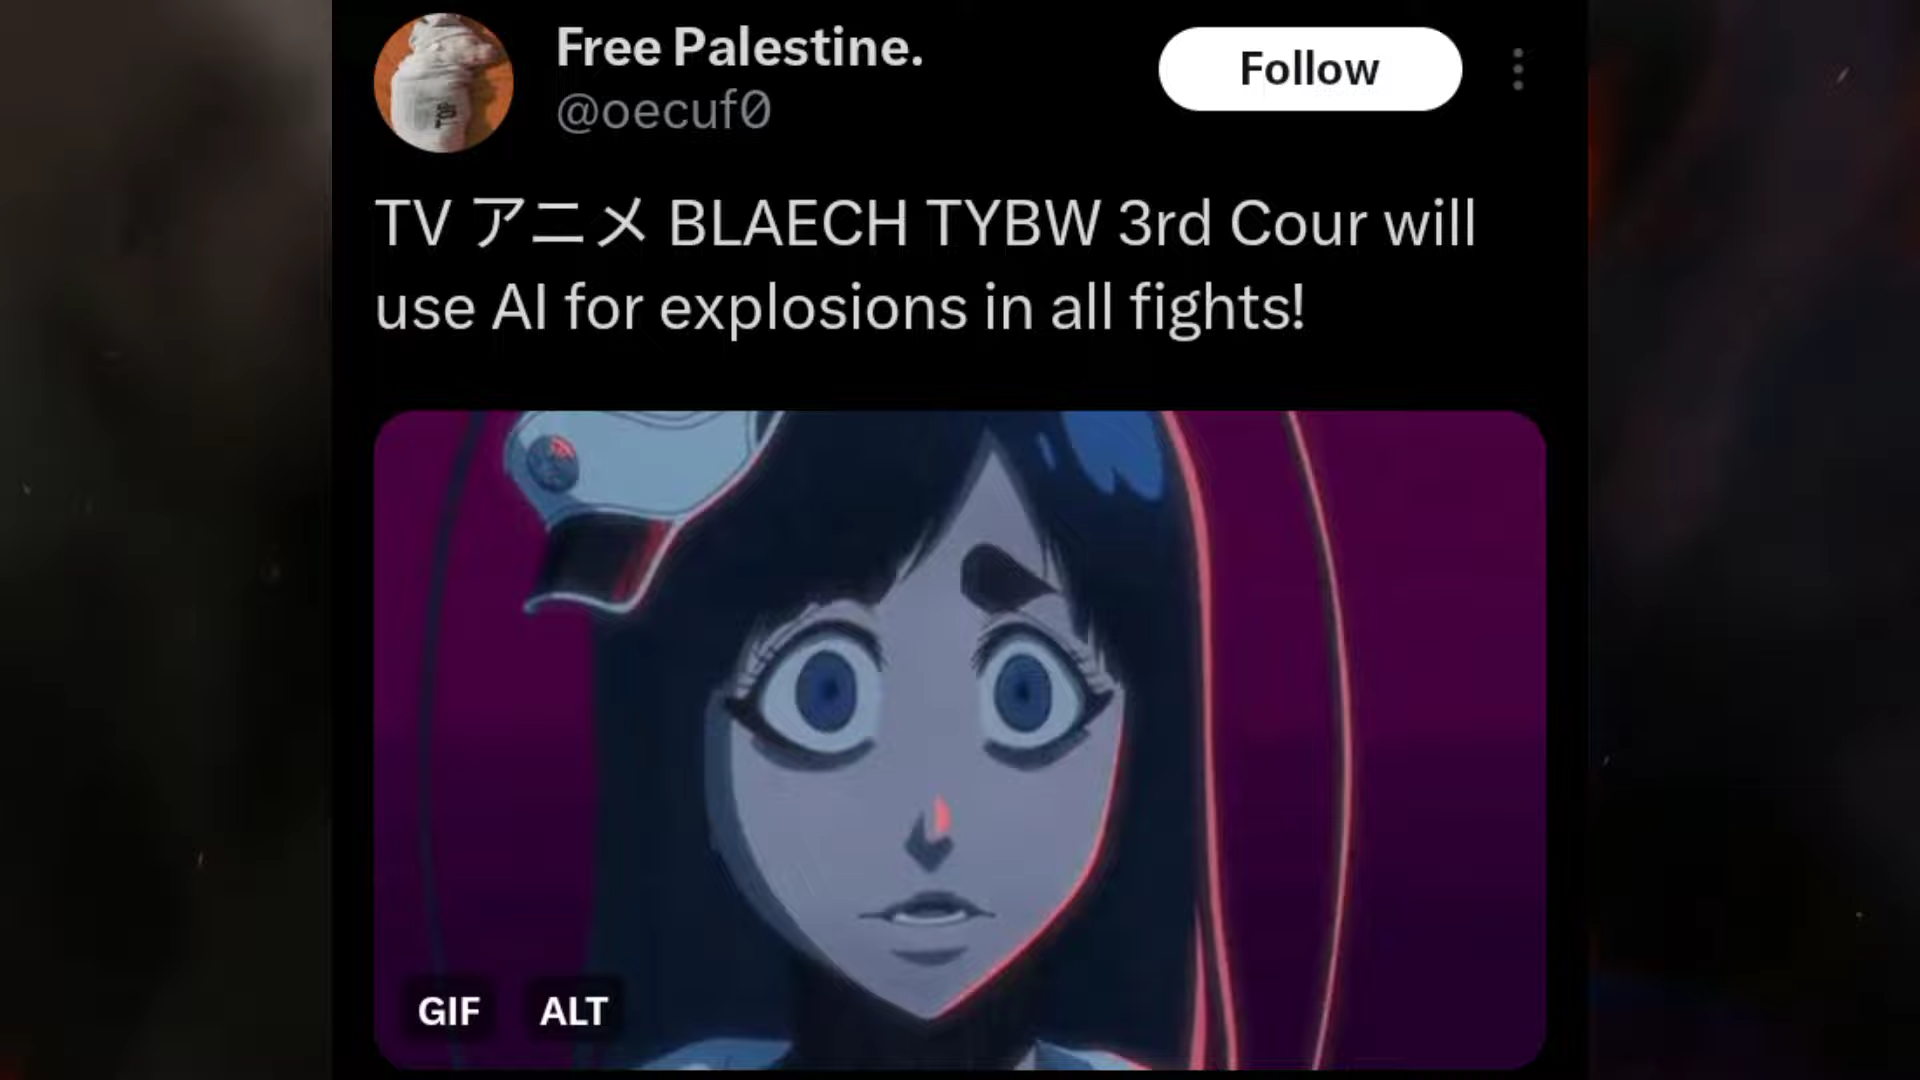 Free Palestine.
Follow
@oecuf0
TV アニメ BLAECH TYBW 3rd Cour will
use AI for explosions in all fights!
GIF ALT